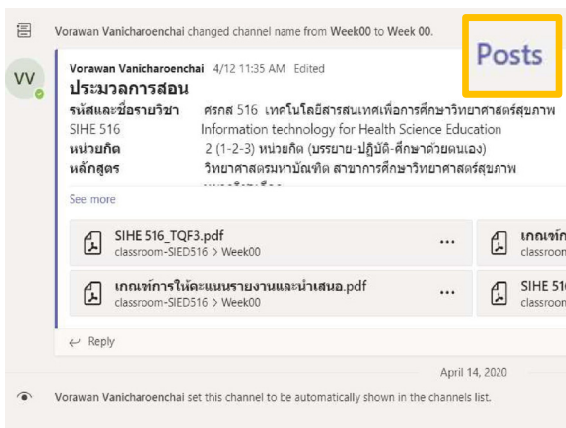 Vorawan Vanicharoenchai changed channel name from Week00 to Week 00.
Posts
VV
Vorawan Vanicharoenchai 4/12 11:35 AM Edited
ประมวลการสอน
รหัสและชื่อรายวิชา ศรกส 516 เทคโนโลยีสารสนเทศเพื่อการศึกษาวิทยาศาสตร์สุขภาพ
SIHE 516 Information technology for Health Science Education
หน่วยกิต 2 (1-2-3) หน่วยกิต (บรรยาย-ปฏิบัติ-ศึกษาด้วยตนเอง)
หลักสูตร วิทยาศาสตรมหาบัณฑิต สาขาการศึกษาวิทยาศาสตร์สุขภาพ
See more
SIHE 516_TQF3.pdf
classroom-SIED516 > Week00
เกณฑ์การให้คะแนนรายงานและนำเสนอ.pdf
classroom-SIED516 > Week00
SIHE 51
classroon
Reply
April 14, 2020
Vorawan Vanicharoenchai set this channel to be automatically shown in the channels list.